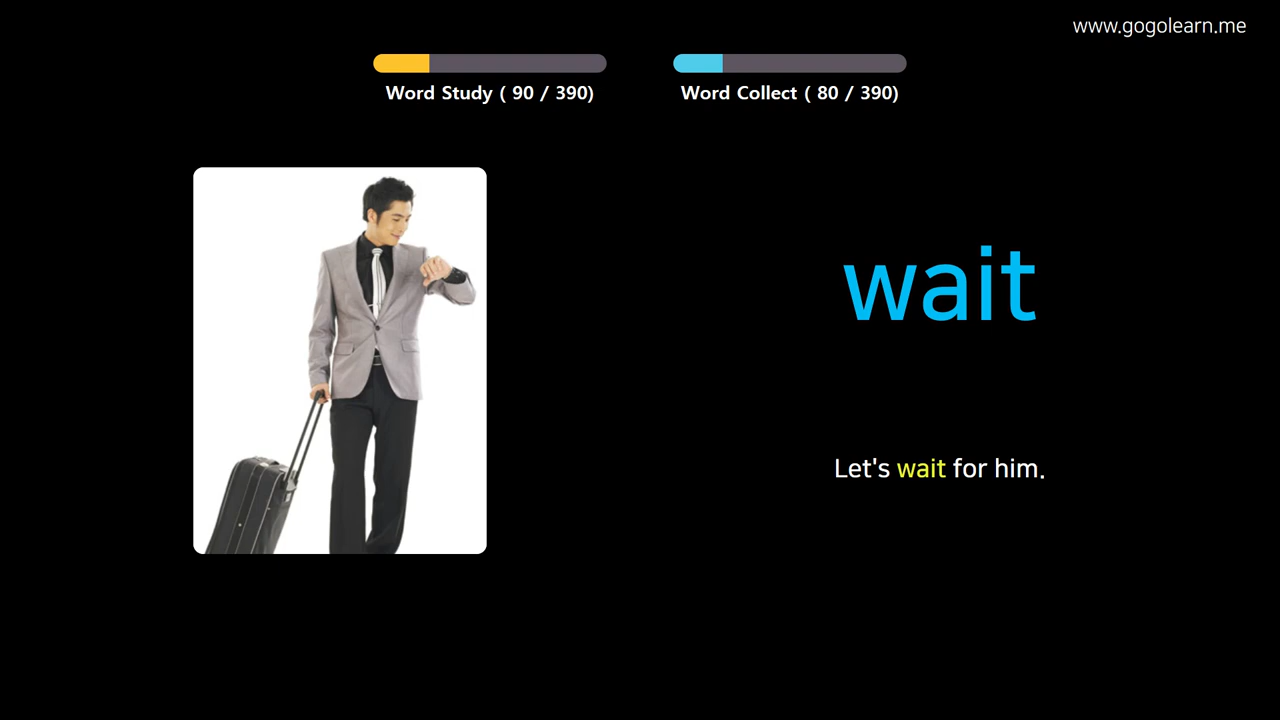 www.gogolearn.me
Word Study ( 90 / 390)
Word Collect ( 80 / 390)
wait
Let's wait for him.